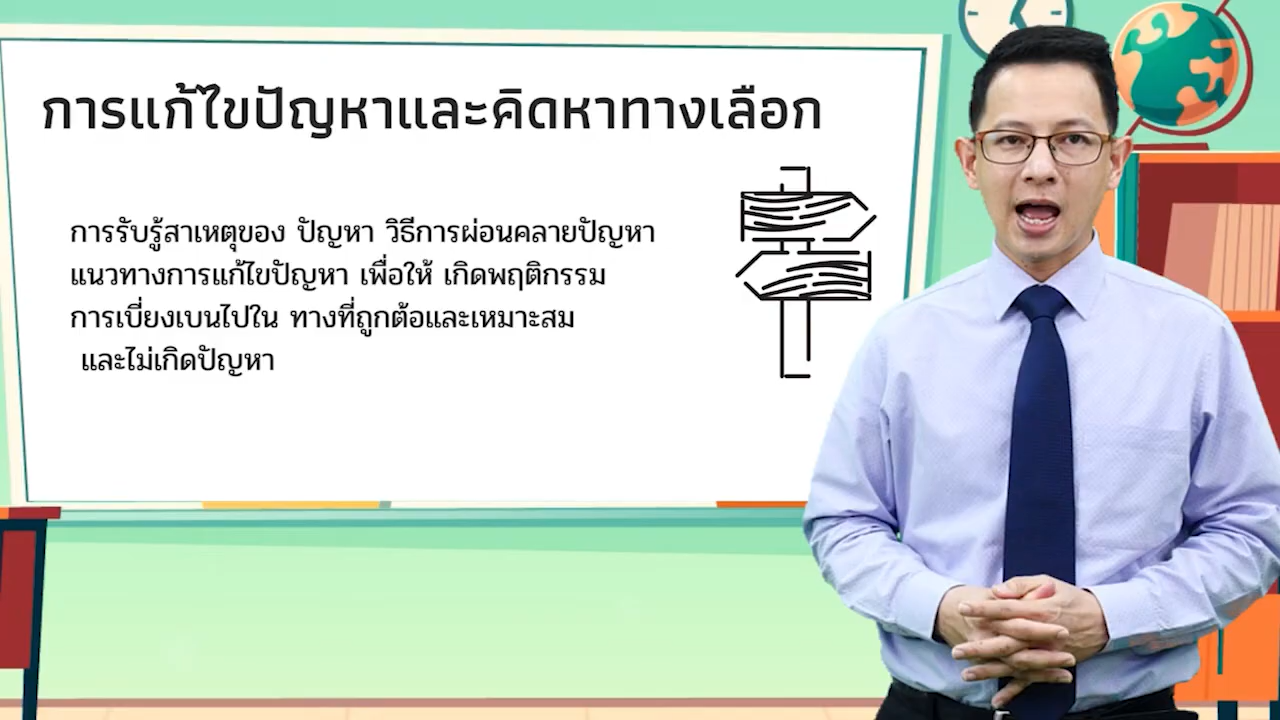 การแก้ไขปัญหาและคิดหาทางเลือก
การรับรู้สาเหตุของ ปัญหา วิธีการผ่อนคลายปัญหา
แนวทางการแก้ไขปัญหา เพื่อให้ เกิดพฤติกรรม
การเบี่ยงเบนไปใน ทางที่ถูกต้อและเหมาะสม
และไม่เกิดปัญหา